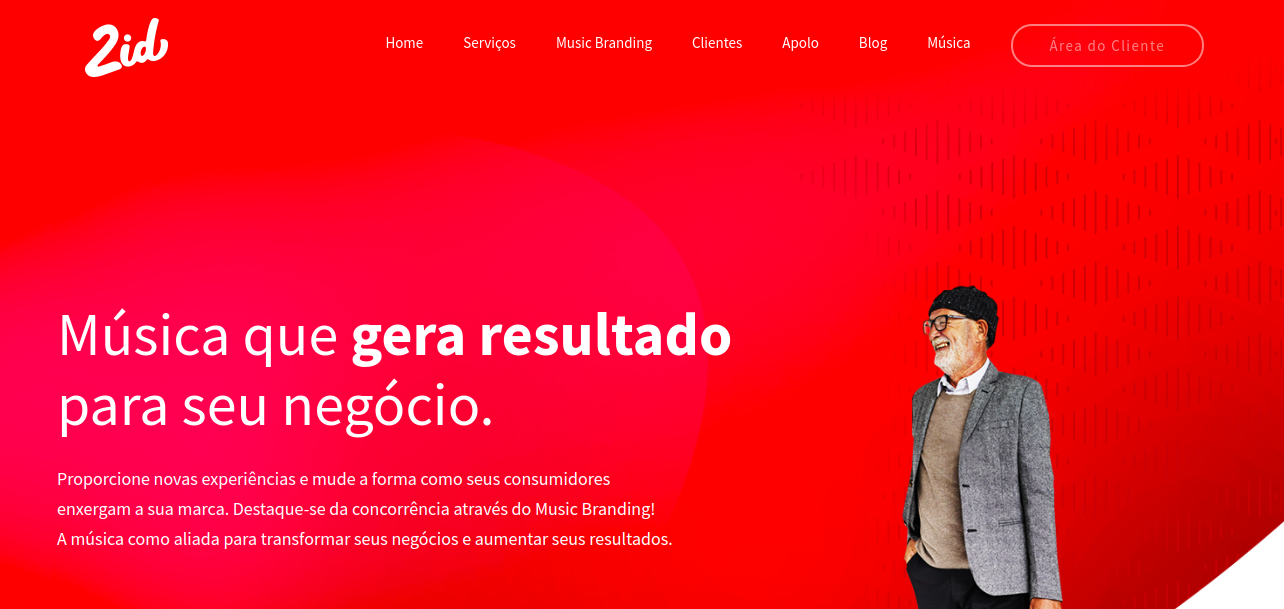 2id
Home Serviços Music Branding Clientes Apolo Blog Música Área do Cliente
Música que gera resultado
para seu negócio.
Proporcione novas experiências e mude a forma como seus consumidores
enxergam a sua marca. Destaque-se da concorrência através do Music Branding!
A música como aliada para transformar seus negócios e aumentar seus resultados.